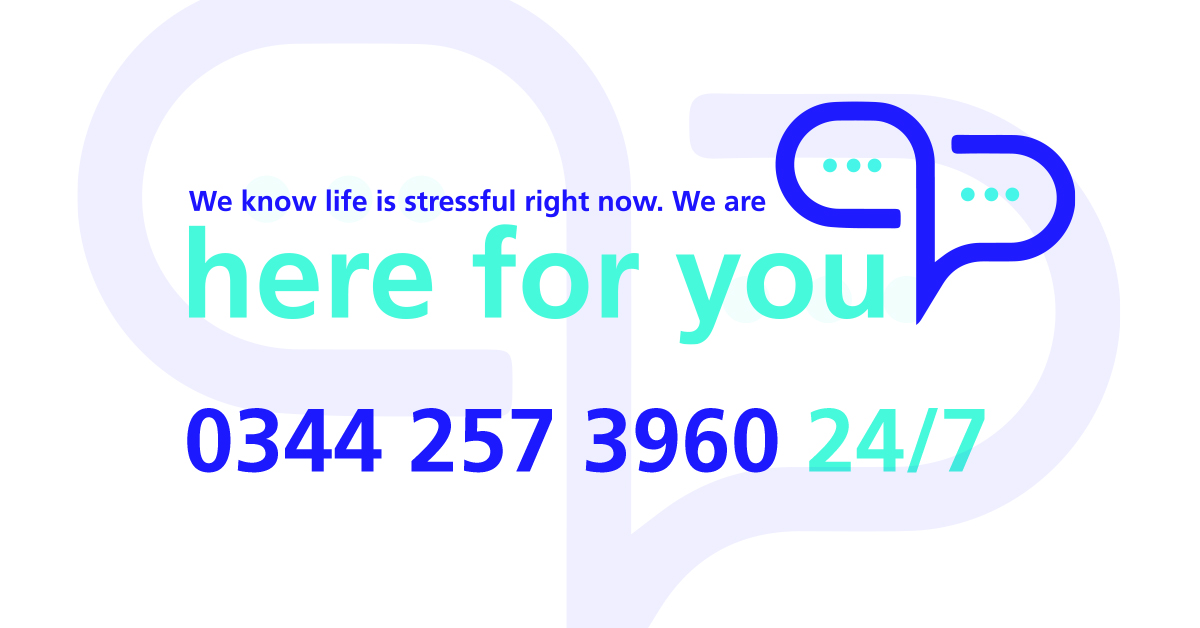 We know life is stressful right now. We are
here for you
0344 257 3960 24/7